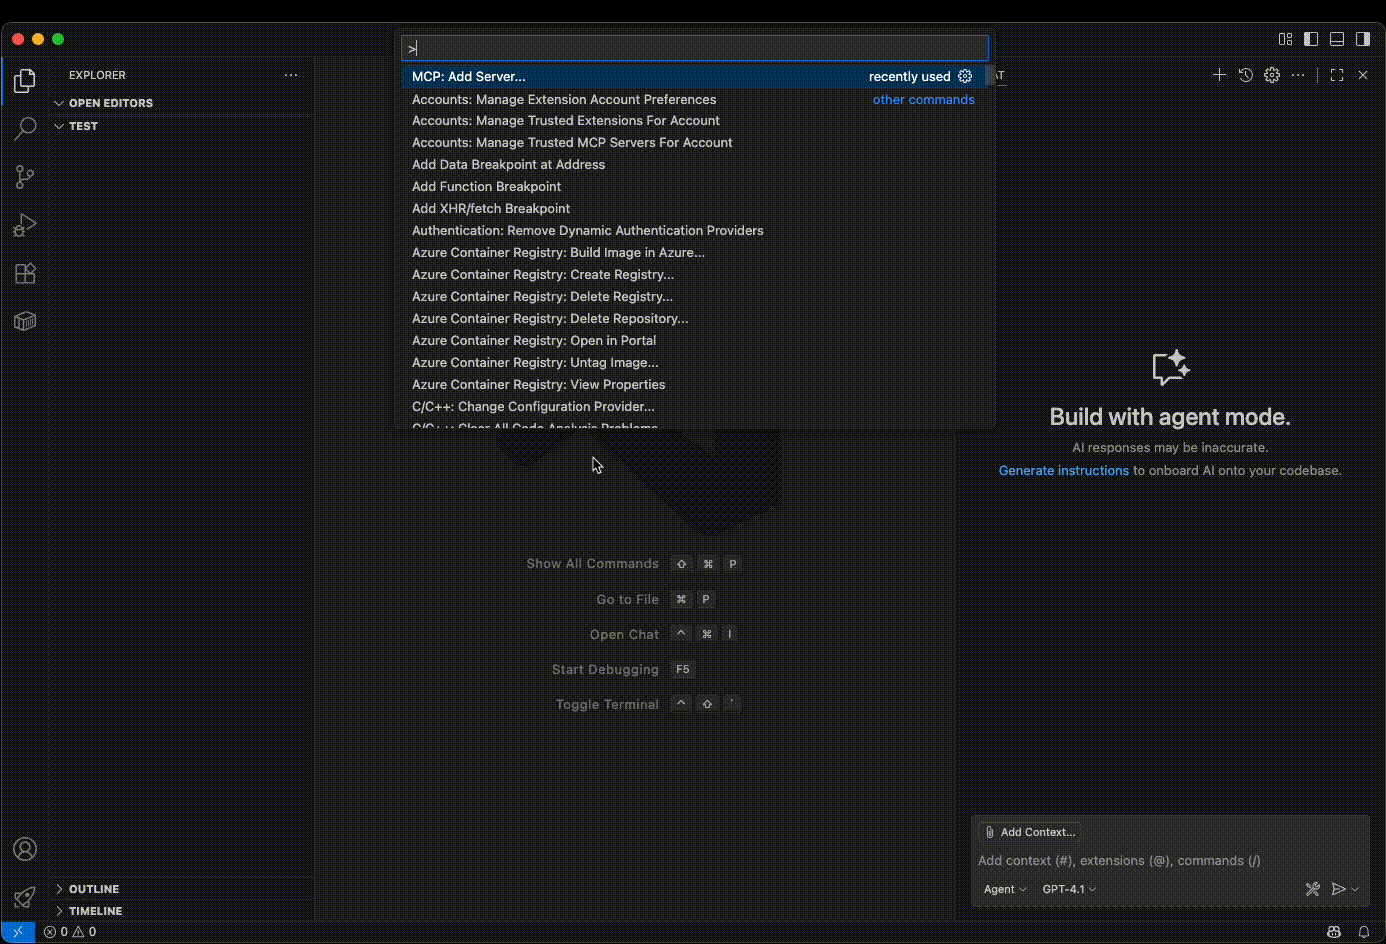 >
MCP: Add Server...
recently used
Accounts: Manage Extension Account Preferences
other commands
Accounts: Manage Trusted Extensions For Account
Accounts: Manage Trusted MCP Servers For Account
Add Data Breakpoint at Address
Add Function Breakpoint
Add XHR/fetch Breakpoint
Authentication: Remove Dynamic Authentication Providers
Azure Container Registry: Build Image in Azure...
Azure Container Registry: Create Registry...
Azure Container Registry: Delete Registry...
Azure Container Registry: Delete Repository...
Azure Container Registry: Open in Portal
Azure Container Registry: Untag Image...
Azure Container Registry: View Properties
C/C++: Change Configuration Provider...
C/C++: Clear All Code Analysis Problems
EXPLORER
OPEN EDITORS
TEST
Show All Commands ⇧ ⌘ P
Go to File ⌘ P
Open Chat ^ ⌘ I
Start Debugging F5
Toggle Terminal ^ ⇧ `
OUTLINE
TIMELINE
0 0
AT
Build with agent mode.
AI responses may be inaccurate.
Generate instructions to onboard AI onto your codebase.
Add Context...
Add context (#), extensions (@), commands (/)
Agent
GPT-4.1